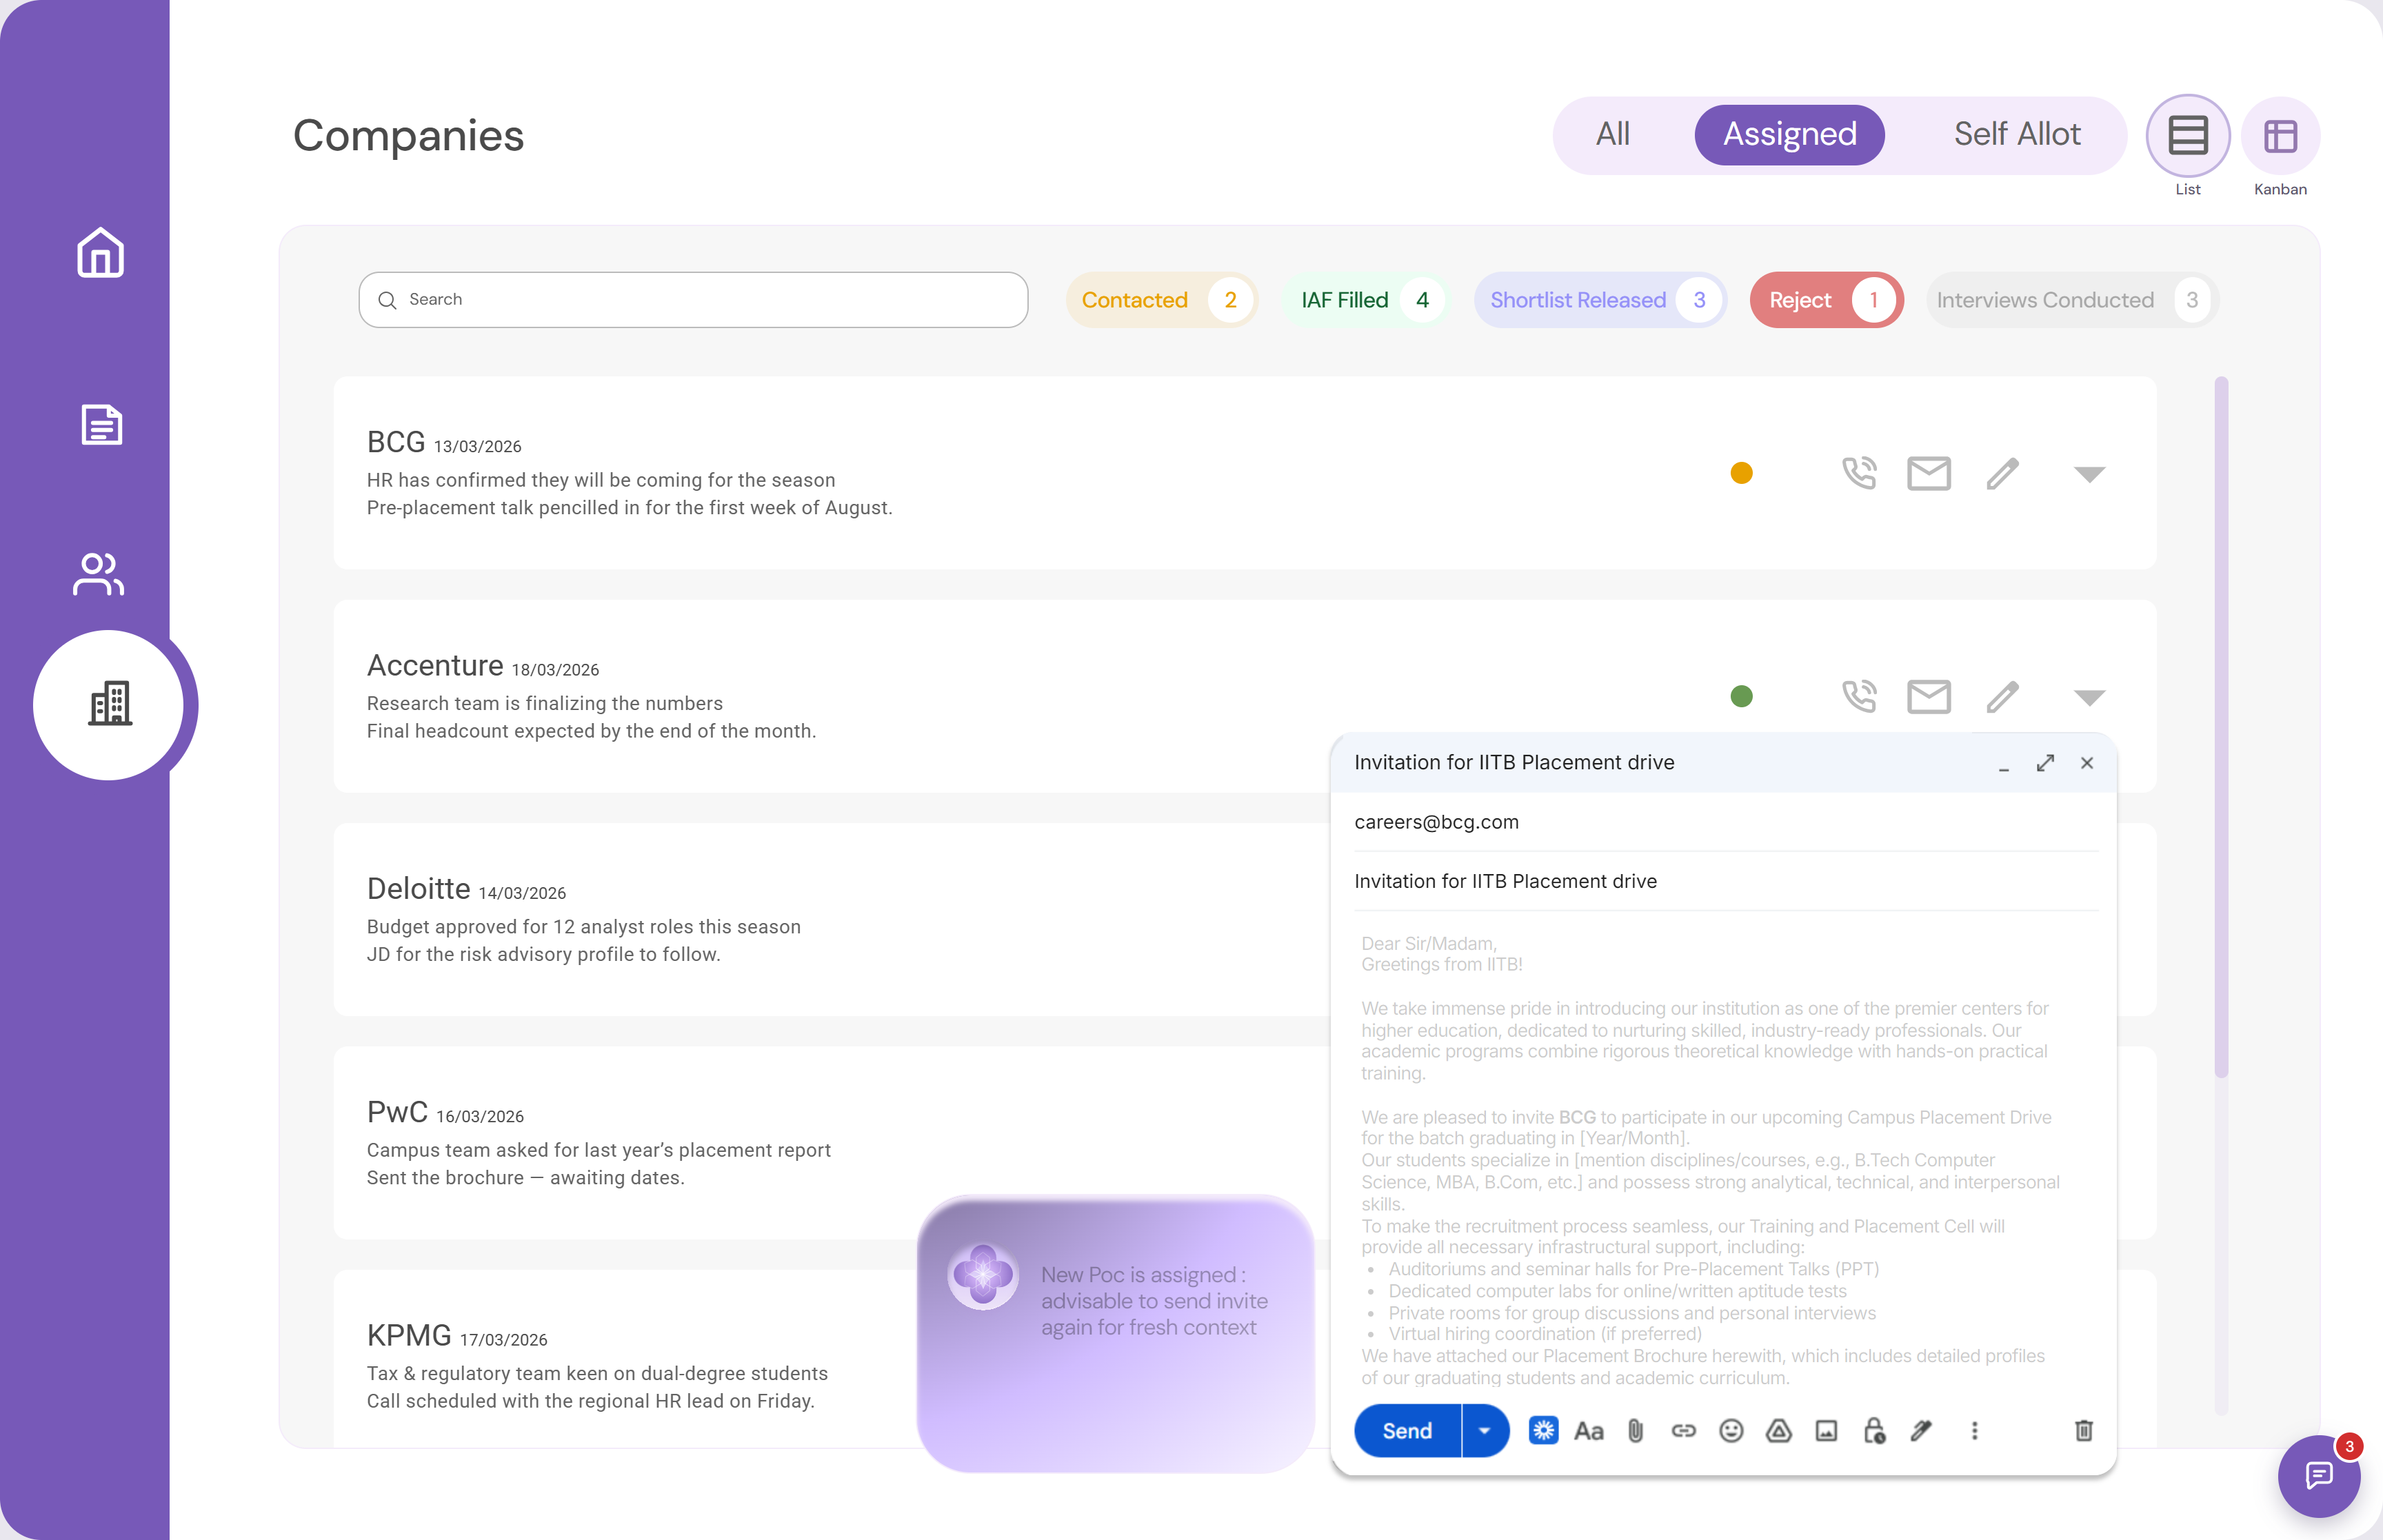 Companies
All
Assigned
Self Allot
List
Kanban
Search
Contacted 2
IAF Filled 4
Shortlist Released 3
Reject 1
Interviews Conducted 3
BCG 13/03/2026
HR has confirmed they will be coming for the season
Pre-placement talk pencilled in for the first week of August.
Accenture 18/03/2026
Research team is finalizing the numbers
Final headcount expected by the end of the month.
Deloitte 14/03/2026
Budget approved for 12 analyst roles this season
JD for the risk advisory profile to follow.
PwC 16/03/2026
Campus team asked for last year’s placement report
Sent the brochure — awaiting dates.
KPMG 17/03/2026
Tax & regulatory team keen on dual-degree students
Call scheduled with the regional HR lead on Friday.
New Poc is assigned :
advisable to send invite
again for fresh context
Invitation for IITB Placement drive
careers@bcg.com
Invitation for IITB Placement drive
Dear Sir/Madam,
Greetings from IITB!
We take immense pride in introducing our institution as one of the premier centers for
higher education, dedicated to nurturing skilled, industry-ready professionals. Our
academic programs combine rigorous theoretical knowledge with hands-on practical
training.
We are pleased to invite BCG to participate in our upcoming Campus Placement Drive
for the batch graduating in [Year/Month].
Our students specialize in [mention disciplines/courses, e.g., B.Tech Computer
Science, MBA, B.Com, etc.] and possess strong analytical, technical, and interpersonal
skills.
To make the recruitment process seamless, our Training and Placement Cell will
provide all necessary infrastructural support, including:
• Auditoriums and seminar halls for Pre-Placement Talks (PPT)
• Dedicated computer labs for online/written aptitude tests
• Private rooms for group discussions and personal interviews
• Virtual hiring coordination (if preferred)
We have attached our Placement Brochure herewith, which includes detailed profiles
of our graduating students and academic curriculum.
Send
Aa
3